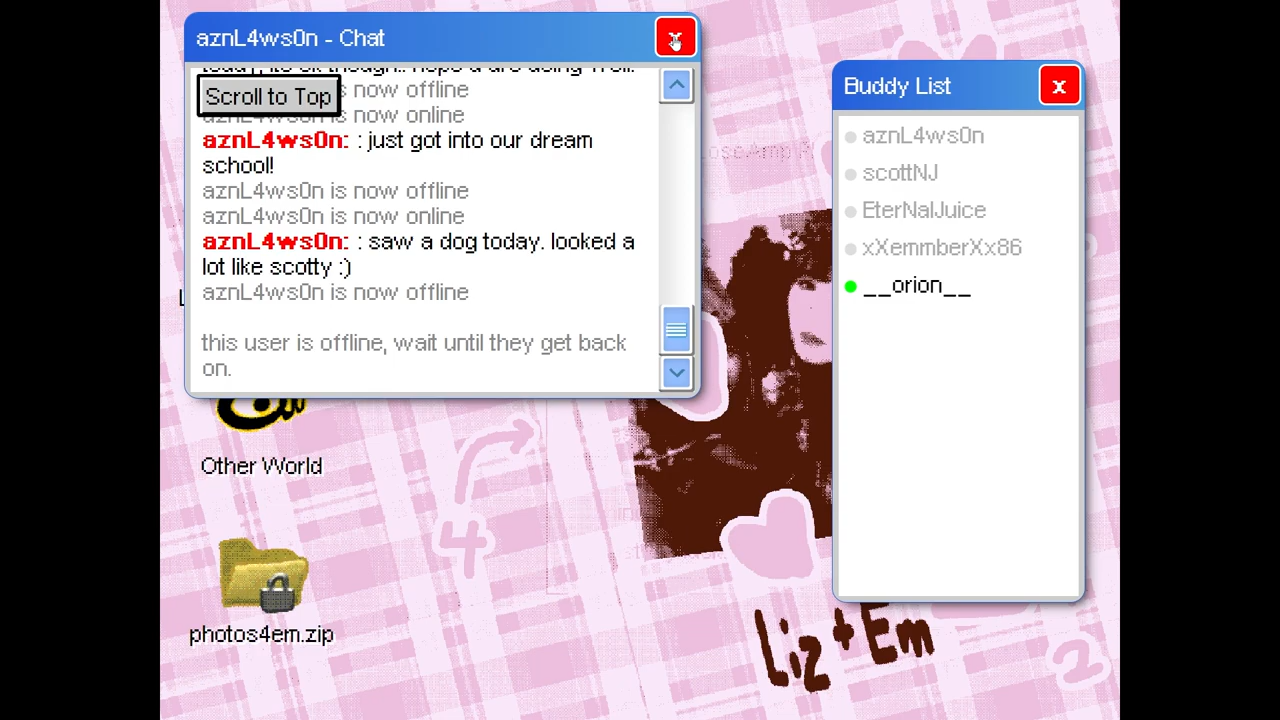 aznL4ws0n - Chat
Scroll to Top
s now offline
s now online
aznL4ws0n: : just got into our dream
school!
aznL4ws0n is now offline
aznL4ws0n is now online
aznL4ws0n: : saw a dog today. looked a
lot like scotty :)
aznL4ws0n is now offline
this user is offline, wait until they get back
on.
Buddy List
aznL4ws0n
scottNJ
EterNalJuice
xXemmberXx86
__orion__
Other World
4
photos4em.zip
Liz + Em
2